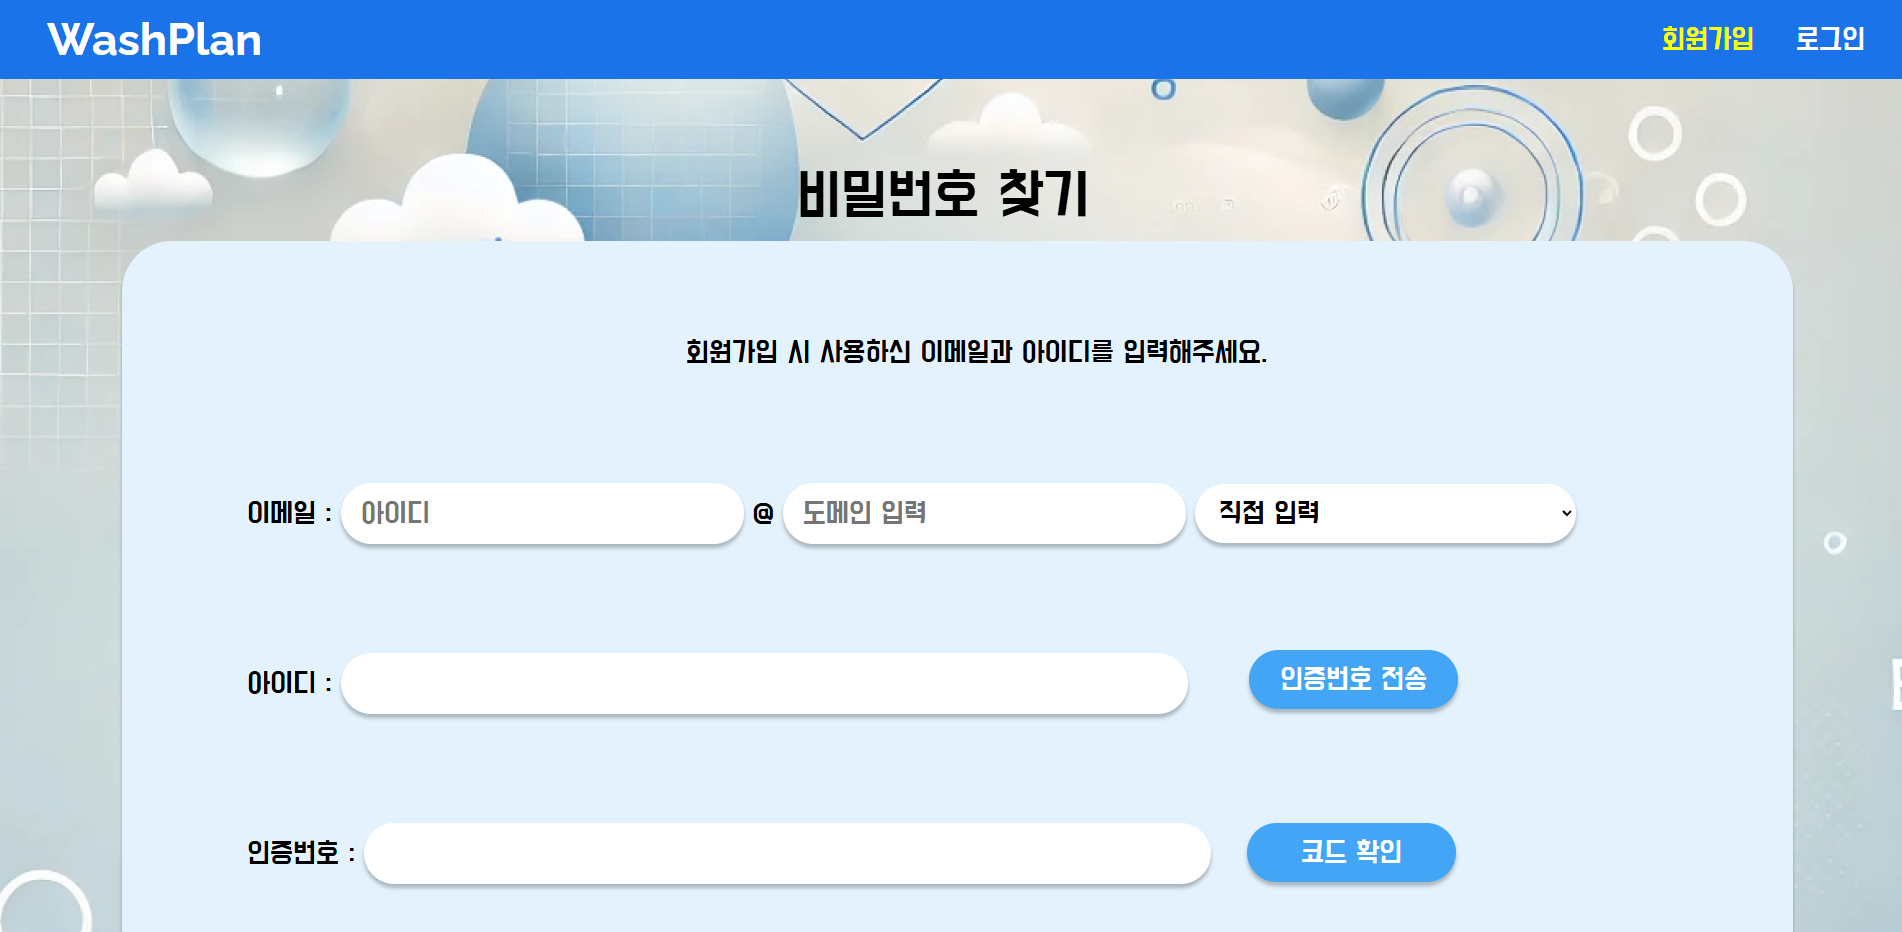 WashPlan 회원가입 로그인
비밀번호 찾기
회원가입 시 사용하신 이메일과 아이디를 입력해주세요.
이메일 : 아이디 @ 도메인 입력 직접 입력
아이디 : 인증번호 전송
인증번호 : 코드 확인